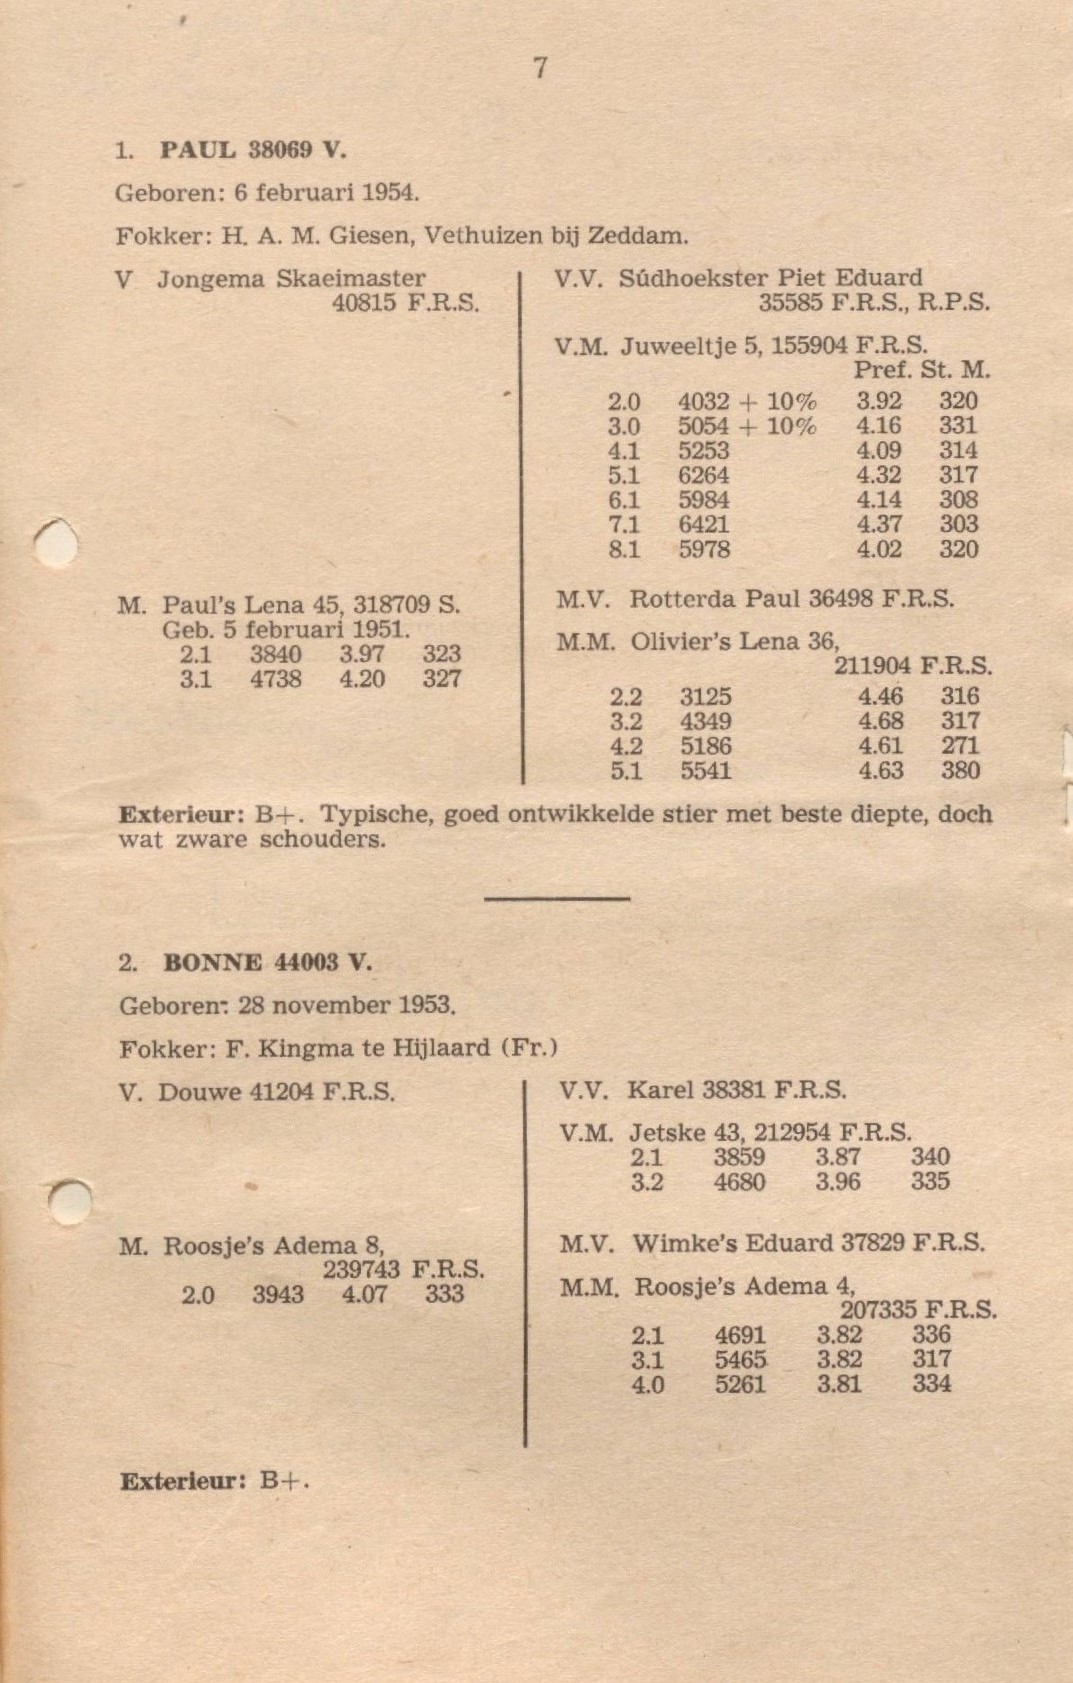 7
1. PAUL 38069 V.
Geboren: 6 februari 1954.
Fokker: H. A. M. Giesen, Vethuizen bij Zeddam.
V Jongema Skaeimaster
40815 F.R.S.
V.V. Súdhoekster Piet Eduard
35585 F.R.S., R.P.S.
V.M. Juweeltje 5, 155904 F.R.S.
Pref. St. M.
2.0 4032 + 10% 3.92 320
3.0 5054 + 10% 4.16 331
4.1 5253 4.09 314
5.1 6264 4.32 317
6.1 5984 4.14 308
7.1 6421 4.37 303
8.1 5978 4.02 320
M. Paul's Lena 45, 318709 S.
Geb. 5 februari 1951.
2.1 3840 3.97 323
3.1 4738 4.20 327
M.V. Rotterda Paul 36498 F.R.S.
M.M. Olivier's Lena 36,
211904 F.R.S.
2.2 3125 4.46 316
3.2 4349 4.68 317
4.2 5186 4.61 271
5.1 5541 4.63 380
Exterieur: B+. Typische, goed ontwikkelde stier met beste diepte, doch
wat zware schouders.
2. BONNE 44003 V.
Geboren: 28 november 1953.
Fokker: F. Kingma te Hijlaard (Fr.)
V. Douwe 41204 F.R.S.
V.V. Karel 38381 F.R.S.
V.M. Jetske 43, 212954 F.R.S.
2.1 3859 3.87 340
3.2 4680 3.96 335
M. Roosje's Adema 8,
239743 F.R.S.
2.0 3943 4.07 333
M.V. Wimke's Eduard 37829 F.R.S.
M.M. Roosje's Adema 4,
207335 F.R.S.
2.1 4691 3.82 336
3.1 5465 3.82 317
4.0 5261 3.81 334
Exterieur: B+.